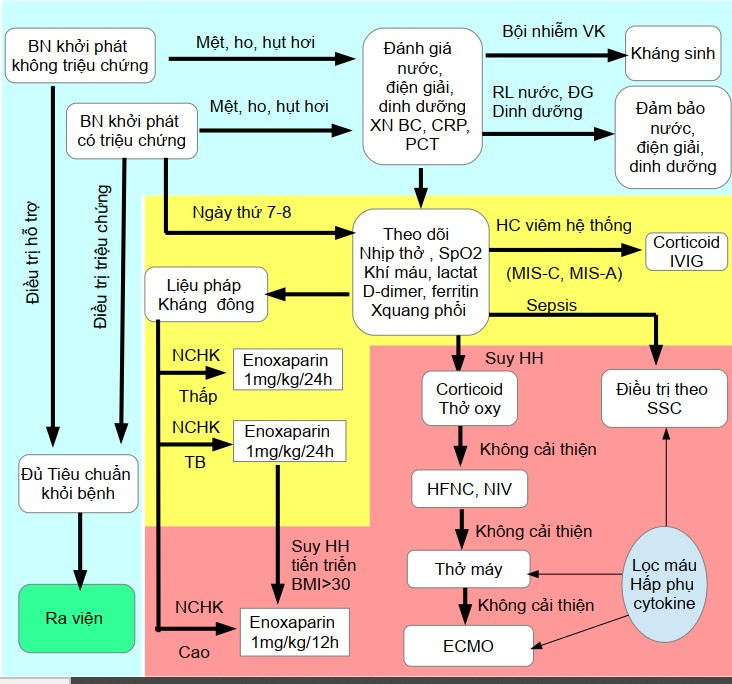 BN khởi phát
không triệu chứng
Mệt, ho, hụt hơi
Đánh giá
nước,
điện giải,
dinh dưỡng
XN BC, CRP,
PCT
Bội nhiễm VK
Kháng sinh
BN khởi phát
có triệu chứng
Mệt, ho, hụt hơi
RL nước, ĐG
Dinh dưỡng
Đảm bảo
nước,
điện giải,
dinh dưỡng
Điều trị hỗ trợ
Điều trị triệu chứng
Ngày thứ 7-8
Theo dõi
Nhịp thở , SpO2
Khí máu, lactat
D-dimer, ferritin
Xquang phổi
HC viêm hệ thống
(MIS-C, MIS-A)
Corticoid
IVIG
Sepsis
Liệu pháp
Kháng đông
NCHK
Thấp
Enoxaparin
1mg/kg/24h
NCHK
TB
Enoxaparin
1mg/kg/24h
Suy HH
Corticoid
Thở oxy
Điều trị theo
SSC
Không cải thiện
HFNC, NIV
Không cải thiện
Thở máy
Không cải thiện
ECMO
Lọc máu
Hấp phụ
cytokine
Suy HH
tiến triển
BMI>30
NCHK
Cao
Enoxaparin
1mg/kg/12h
Đủ Tiêu chuẩn
khỏi bệnh
Ra viện